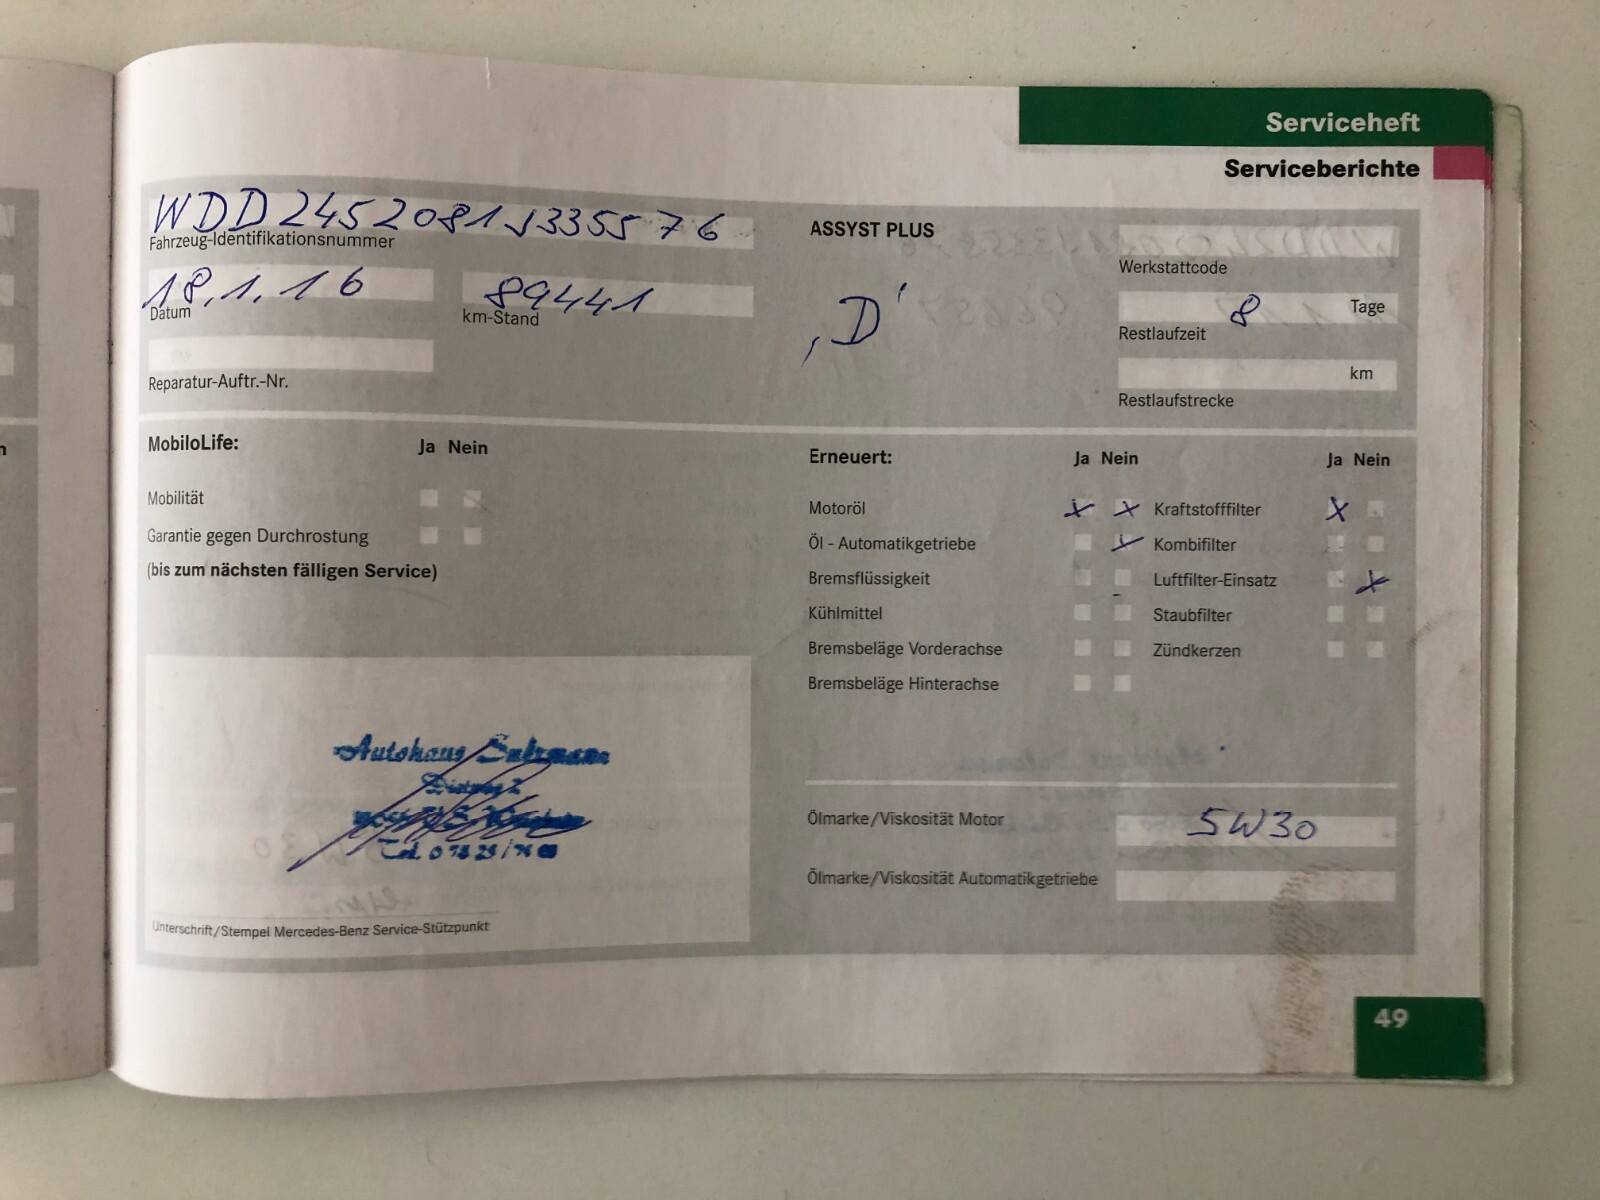 Serviceheft
Serviceberichte
WDD2452081J335576
Fahrzeug-Identifikationsnummer
18.1.16
Datum
89441
km-Stand
Reparatur-Auftr.-Nr.
ASSYST PLUS
,D'
Werkstattcode
8 Tage
Restlaufzeit
km
Restlaufstrecke
MobiloLife: Ja Nein
Mobilität
Garantie gegen Durchrostung
(bis zum nächsten fälligen Service)
Erneuert: Ja Nein Ja Nein
Motoröl x x Kraftstofffilter x
Öl - Automatikgetriebe x Kombifilter
Bremsflüssigkeit Luftfilter-Einsatz x
Kühlmittel Staubfilter
Bremsbeläge Vorderachse Zündkerzen
Bremsbeläge Hinterachse
Autohaus
Tel.
Unterschrift/Stempel Mercedes-Benz Service-Stützpunkt
Ölmarke/Viskosität Motor 5W30
Ölmarke/Viskosität Automatikgetriebe
49